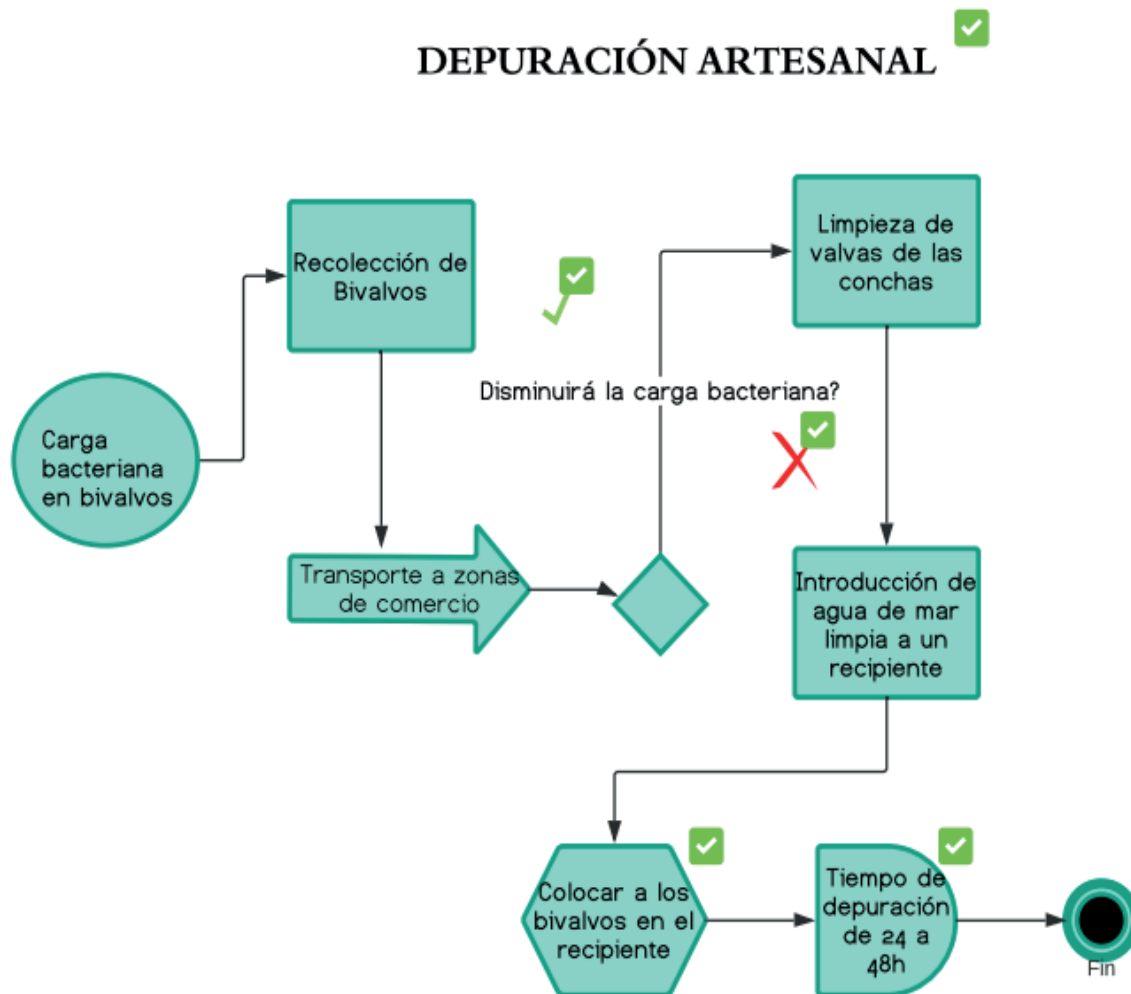 DEPURACIÓN ARTESANAL
Carga
bacteriana
en bivalvos
Recolección de
Bivalvos
Transporte a zonas
de comercio
Disminuirá la carga bacteriana?
Limpieza de
valvas de las
conchas
Introducción de
agua de mar
limpia a un
recipiente
Colocar a los
bivalvos en el
recipiente
Tiempo de
depuración
de 24 a
48h
Fin